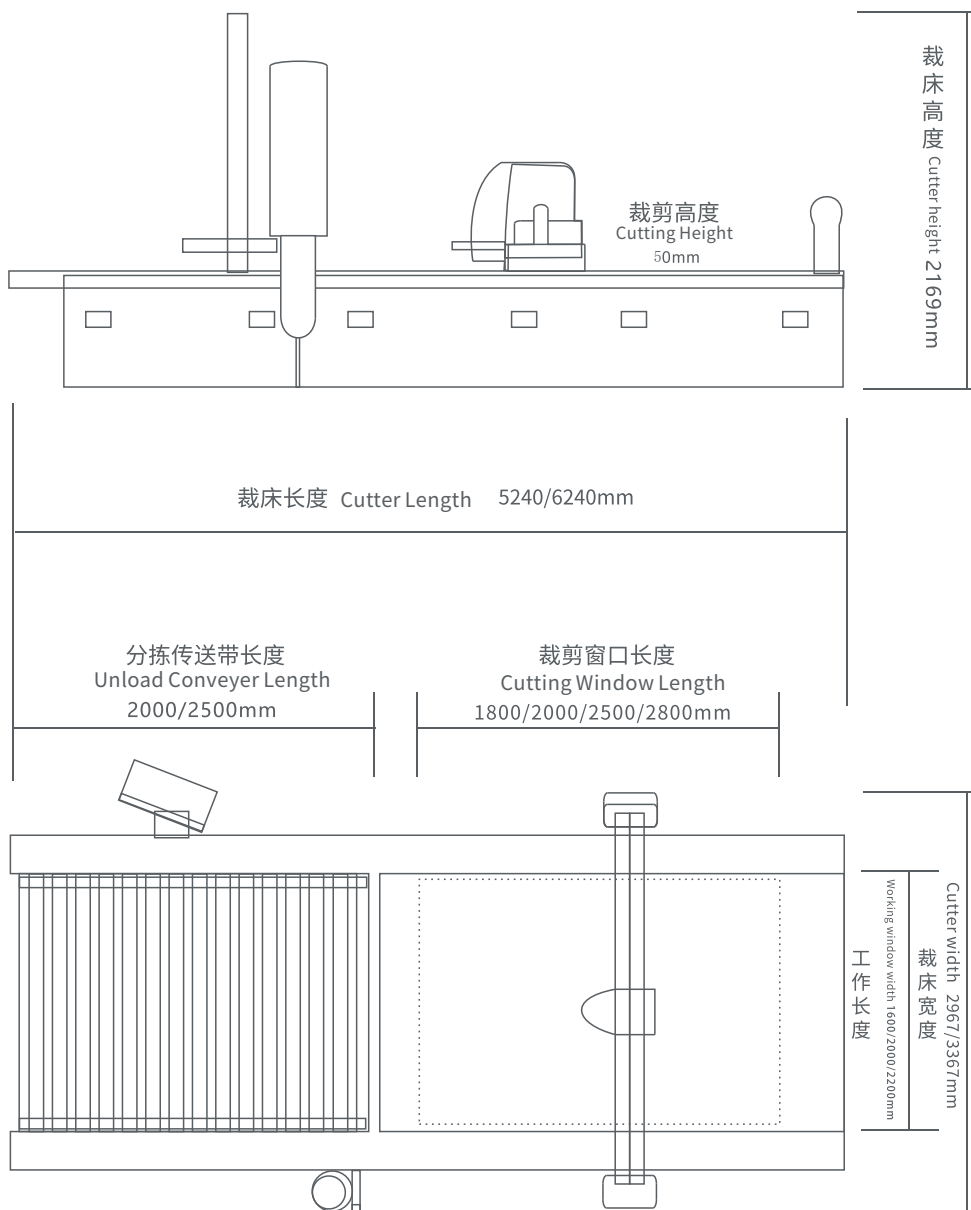 裁床高度 Cutter height 2169mm
裁剪高度
Cutting Height
50mm
裁床长度 Cutter Length 5240/6240mm
分拣传送带长度
Unload Conveyer Length
2000/2500mm
裁剪窗口长度
Cutting Window Length
1800/2000/2500/2800mm
工作长度
Working window width 1600/2000/2200mm
裁床宽度
Cutter width 2967/3367mm